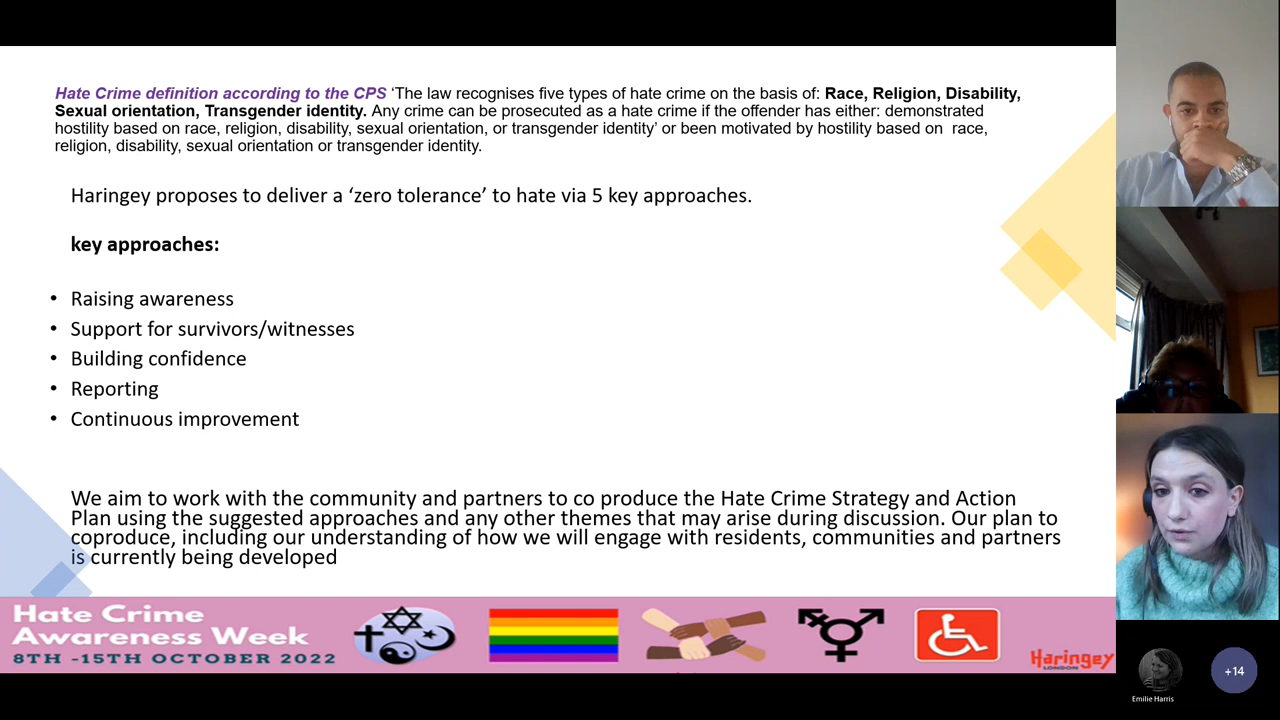 Hate Crime definition according to the CPS ‘The law recognises five types of hate crime on the basis of: Race, Religion, Disability,
Sexual orientation, Transgender identity. Any crime can be prosecuted as a hate crime if the offender has either: demonstrated
hostility based on race, religion, disability, sexual orientation, or transgender identity’ or been motivated by hostility based on  race,
religion, disability, sexual orientation or transgender identity.
Haringey proposes to deliver a ‘zero tolerance’ to hate via 5 key approaches.
key approaches:
• Raising awareness
• Support for survivors/witnesses
• Building confidence
• Reporting
• Continuous improvement
We aim to work with the community and partners to co produce the Hate Crime Strategy and Action
Plan using the suggested approaches and any other themes that may arise during discussion. Our plan to
coproduce, including our understanding of how we will engage with residents, communities and partners
is currently being developed
Hate Crime
Awareness Week
8TH -15TH OCTOBER 2022
Haringey
LONDON
Emilie Harris
+14